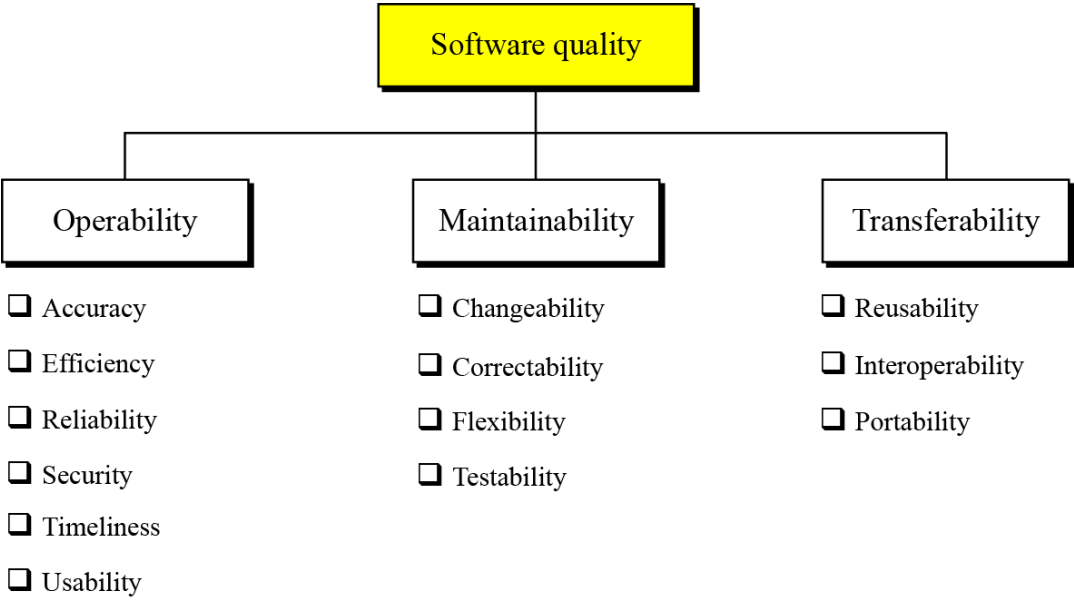 Software quality
Operability
Maintainability
Transferability
Accuracy
Efficiency
Reliability
Security
Timeliness
Usability
Changeability
Correctability
Flexibility
Testability
Reusability
Interoperability
Portability